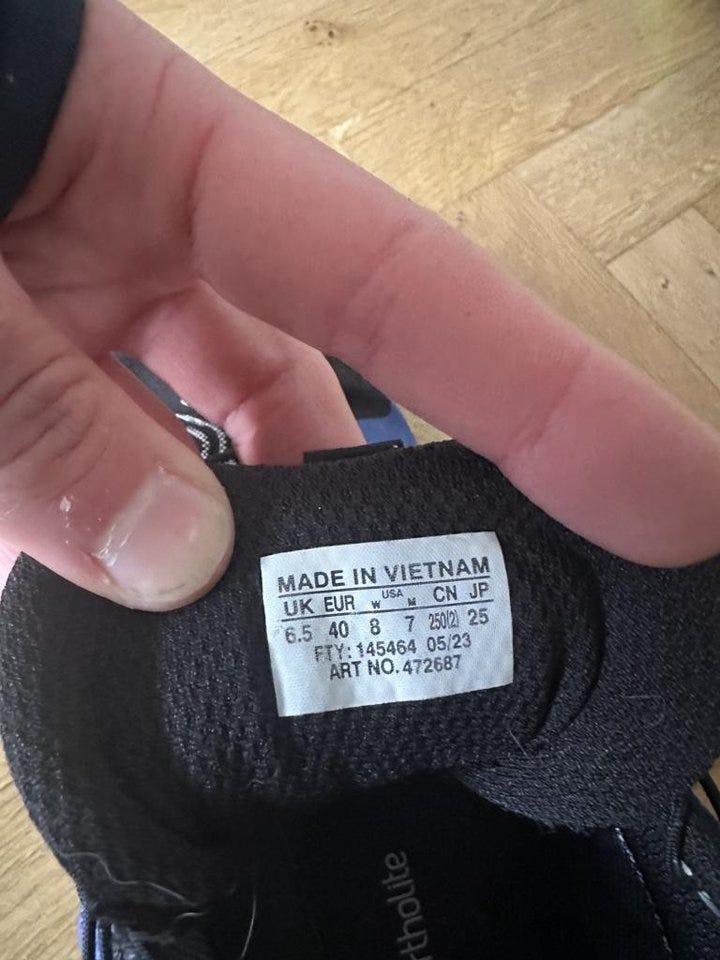 MADE IN VIETNAM
UK EUR USA CN JP
W M
6.5 40 8 7 250(2) 25
FTY: 145464 05/23
ART NO. 472687
rtholite